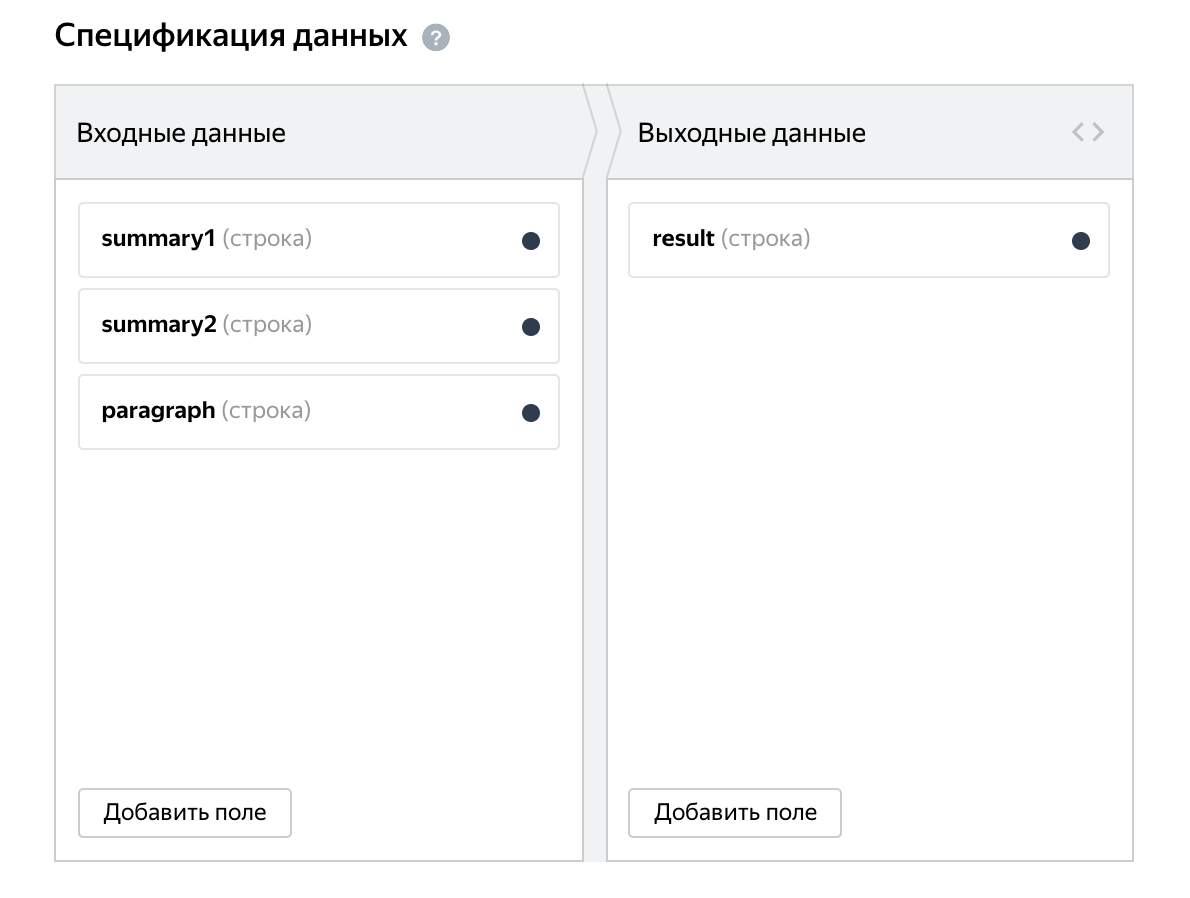 Спецификация данных ?
Входные данные
Выходные данные <>
summary1 (строка)
summary2 (строка)
paragraph (строка)
result (строка)
Добавить поле
Добавить поле